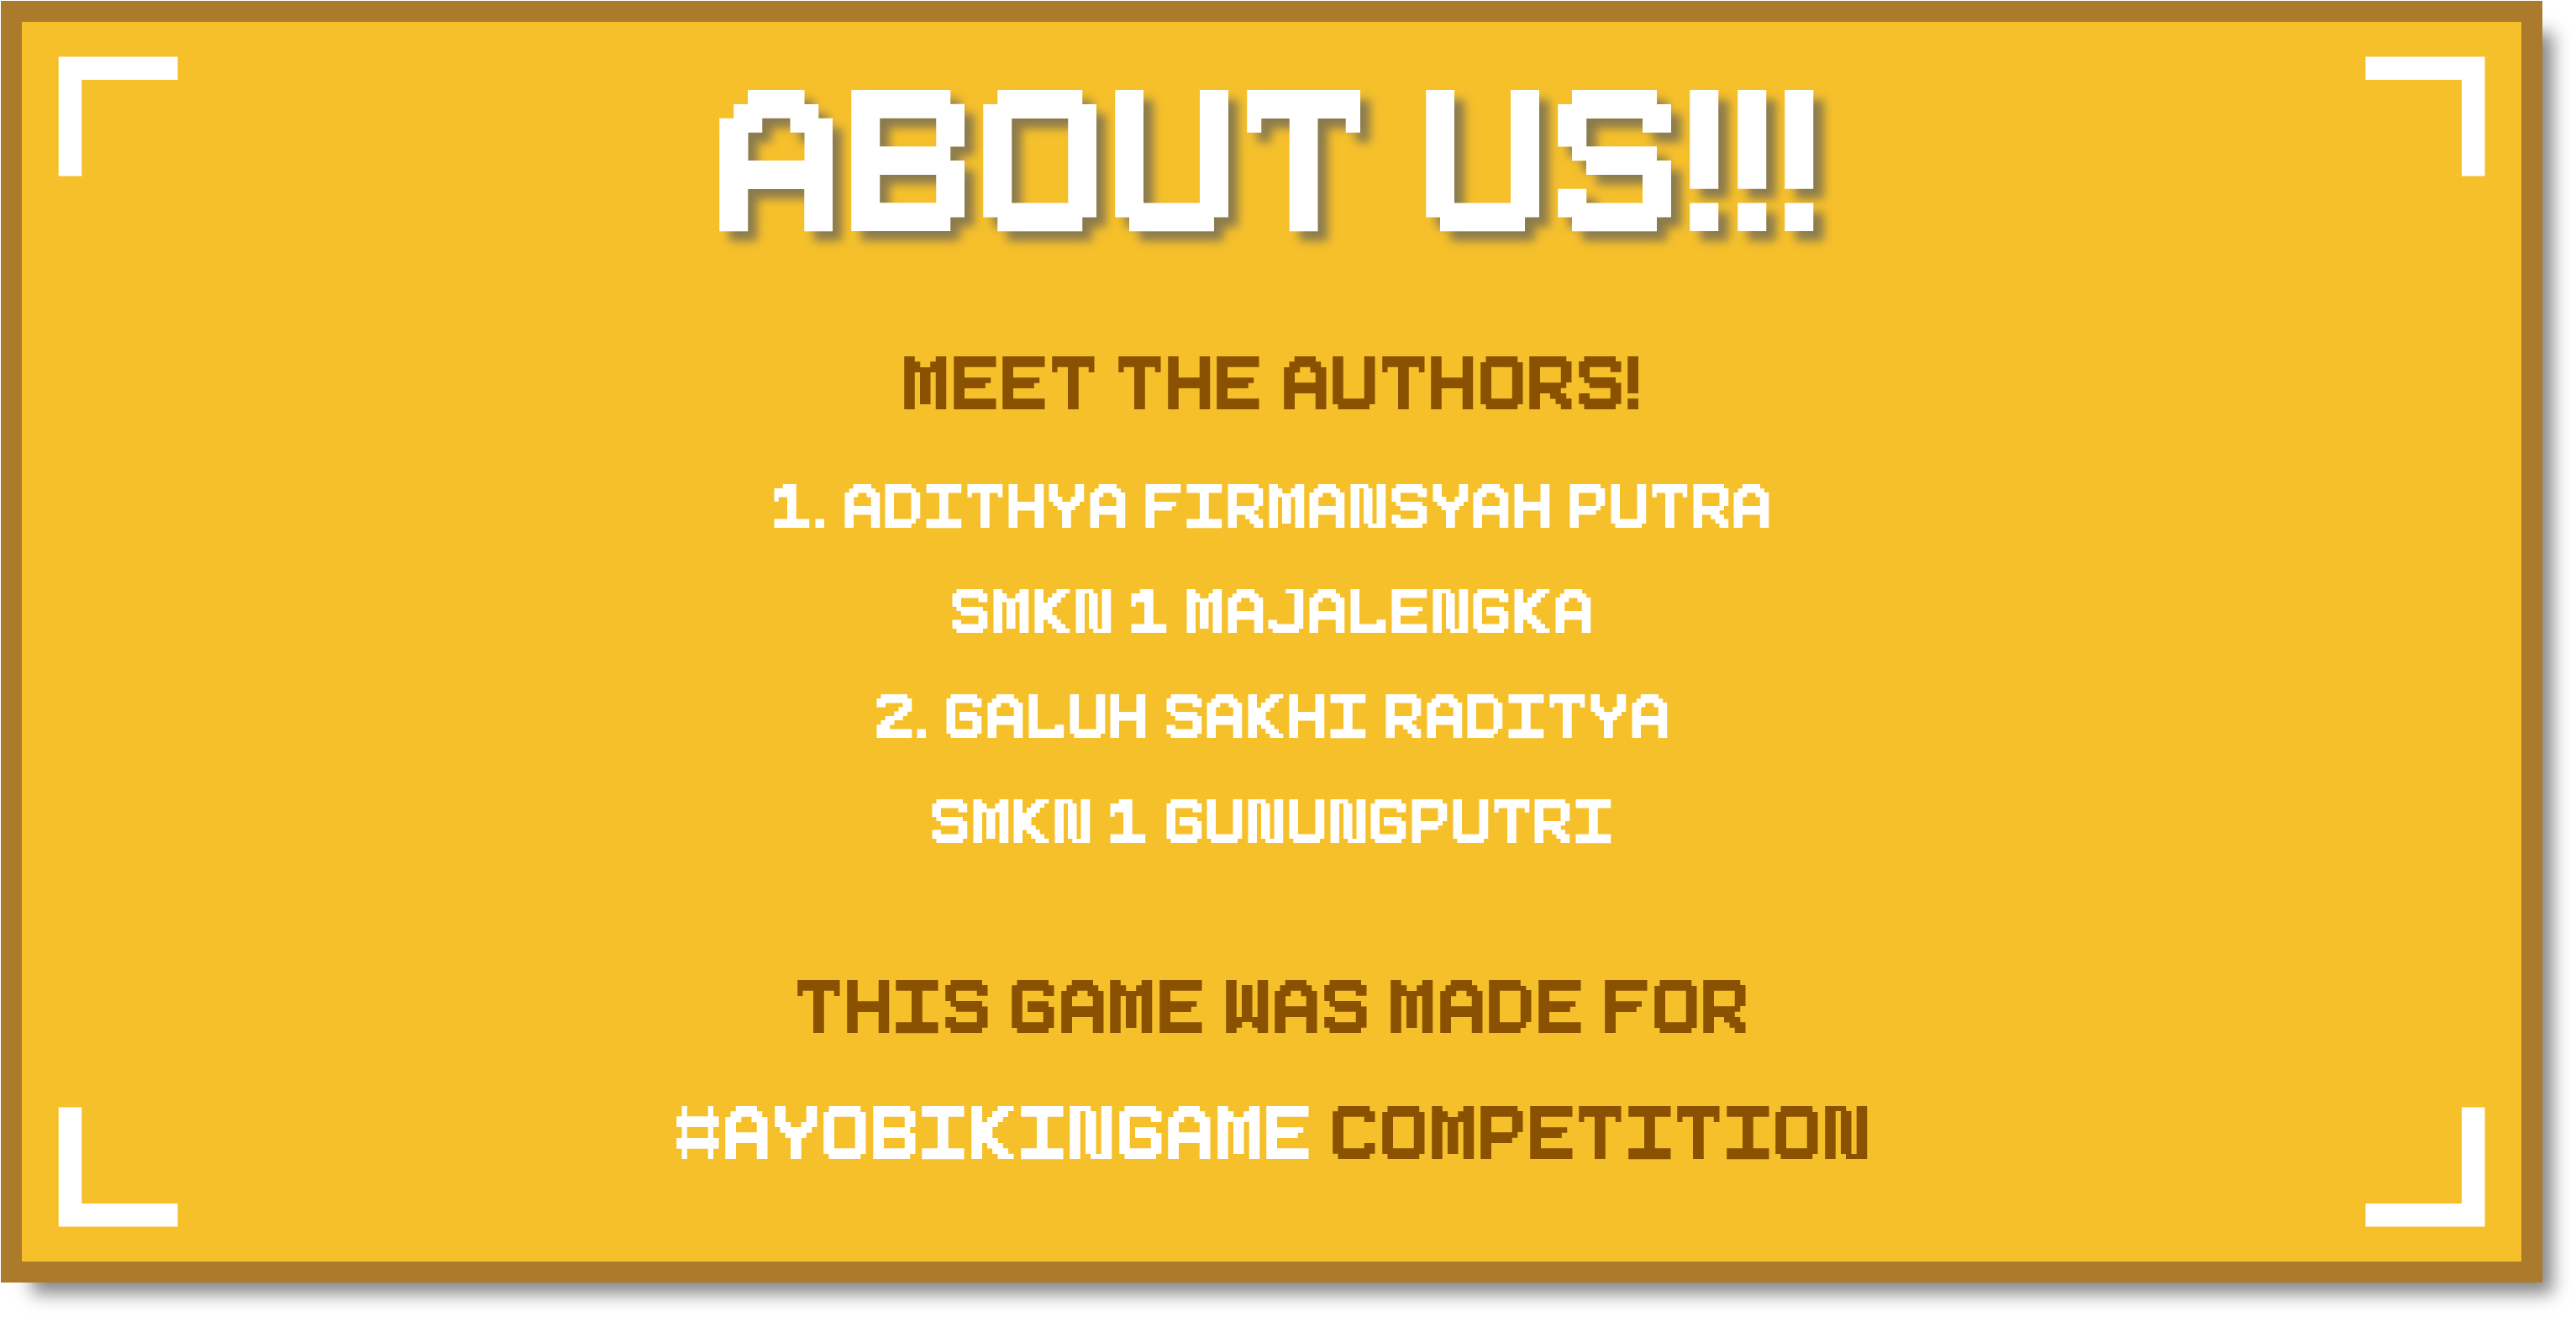 ABOUT US!!!
MEET THE AUTHORS!
1. ADITHYA FIRMANSYAH PUTRA
SMKN 1 MAJALENGKA
2. GALUH SAKHI RADITYA
SMKN 1 GUNUNGPUTRI
THIS GAME WAS MADE FOR
#AYOBIKINGAME COMPETITION